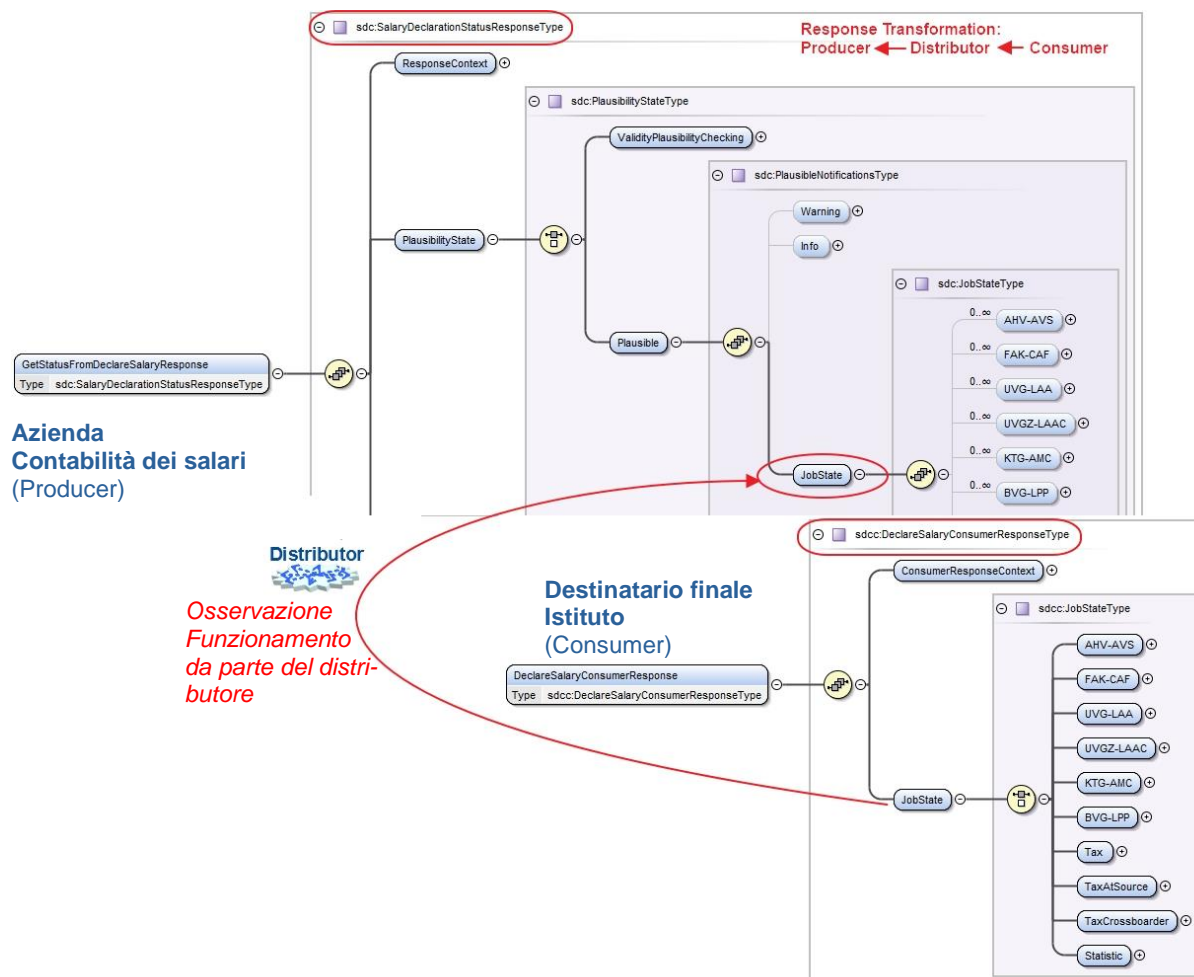 sdc:SalaryDeclarationStatusResponseType
Response Transformation:
Producer Distributor Consumer
ResponseContext
sdc:PlausibilityStateType
ValidityPlausibilityChecking
sdc:PlausibleNotificationsType
Warning
Info
PlausibilityState
sdc:JobStateType
0..∞
AHV-AVS
Plausible
0..∞
FAK-CAF
GetStatusFromDeclareSalaryResponse
Type sdc:SalaryDeclarationStatusResponseType
0..∞
UVG-LAA
0..∞
UVGZ-LAAC
0..∞
KTG-AMC
JobState
0..∞
BVG-LPP
Azienda
Contabilità dei salari
(Producer)
Distributor
Osservazione
Funzionamento
da parte del distri-
butore
sdcc:DeclareSalaryConsumerResponseType
ConsumerResponseContext
Destinatario finale
Istituto
(Consumer)
sdcc:JobStateType
DeclareSalaryConsumerResponse
Type sdcc:DeclareSalaryConsumerResponseType
JobState
AHV-AVS
FAK-CAF
UVG-LAA
UVGZ-LAAC
KTG-AMC
BVG-LPP
Tax
TaxAtSource
TaxCrossboarder
Statistic